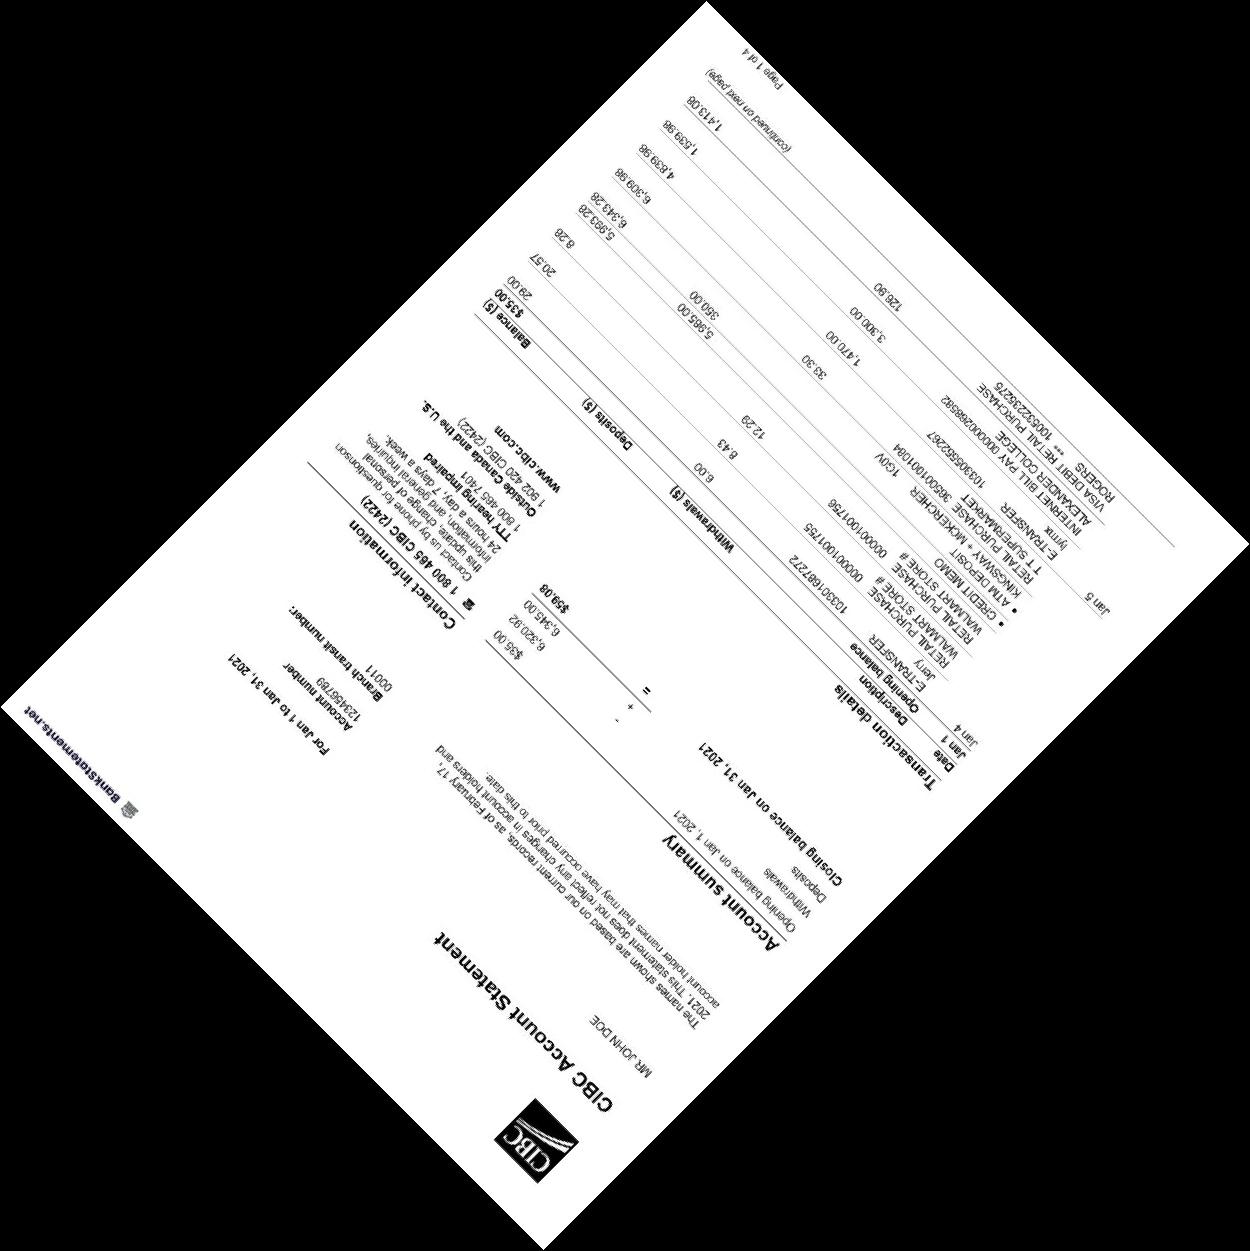 BankStatements.net
CIBC
CIBC Account Statement
MR JOHN DOE
For Jan 1 to Jan 31, 2021
Account number
123456789
Branch transit number:
00011
The names shown are based on our current records, as of February 17,
2021. This statement does not reflect any changes in account holders and
account holder names that may have occurred prior to this date.
Account summary
Opening balance on Jan 1, 2021 $35.00
Withdrawals - 6,320.92
Deposits + 6,345.00
Closing balance on Jan 31, 2021 = $59.08
Contact information
☎ 1 800 465 CIBC (2422)
Contact us by phone for questionson
this update, change of personal
information, and general inquiries,
24 hours a day, 7 days a week.
TTY hearing impaired
1 800 465 7401
Outside Canada and the U.S.
1 902 420 CIBC (2422)
www.cibc.com
Transaction details
Date Description Withdrawals ($) Deposits ($) Balance ($)
Jan 1 Opening balance $35.00
Jan 4 E-TRANSFER 103301687272
Jerry 6.00 29.00
RETAIL PURCHASE 000001001755
WALMART STORE # 8.43 20.57
RETAIL PURCHASE 000001001756
WALMART STORE # 12.29 8.28
• CREDIT MEMO 5,985.00 5,993.28
• ATM DEPOSIT 350.00 6,343.28
KINGSWAY + MCKERCHER 1G0V
RETAIL PURCHASE 365001001084
T T SUPERMARKET 33.30 6,309.98
E-TRANSFER 103305552267
1,470.00 4,839.98
INTERNET BILL PAY 000000268592
ALEXANDER COLLEGE 3,300.00 1,539.98
Jan 5 VISA DEBIT RETAIL PURCHASE
ROGERS *** 100532235275 126.90 1,413.08
(continued on next page)
Page 1 of 4